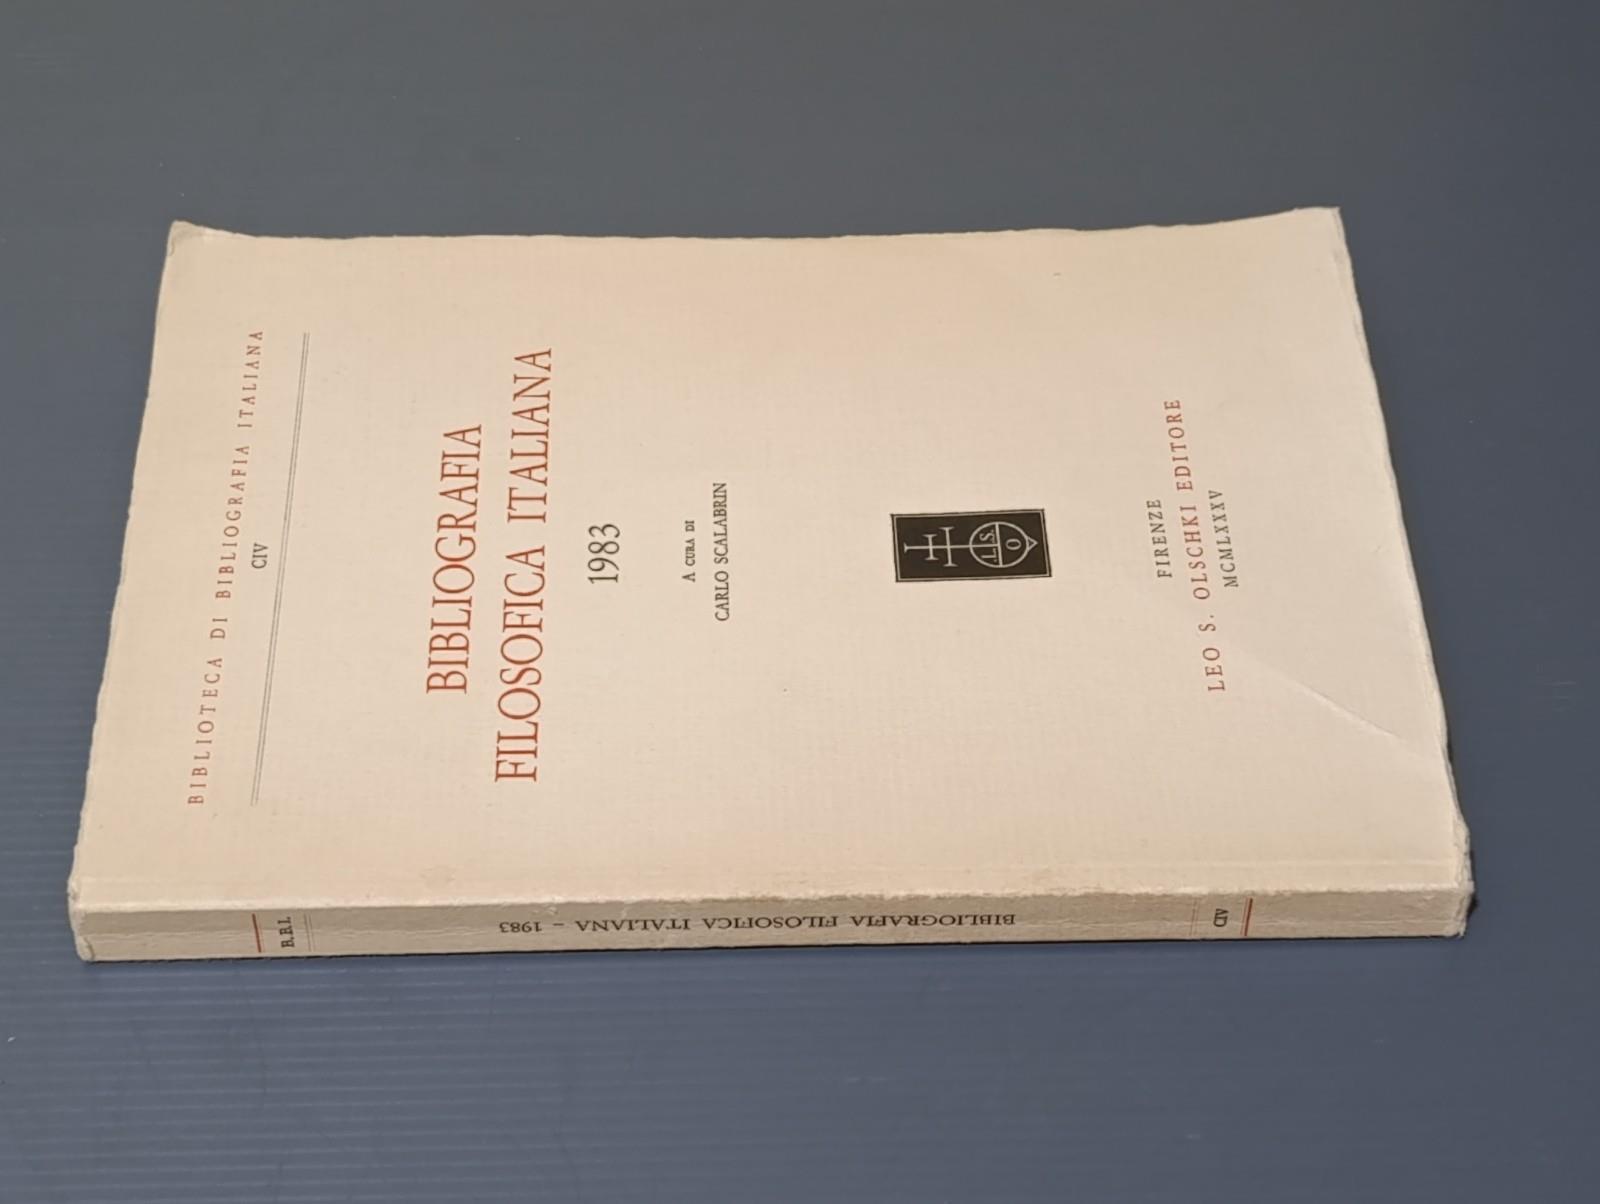 BIBLIOTECA DI BIBLIOGRAFIA ITALIANA
CIV
BIBLIOGRAFIA
FILOSOFICA ITALIANA
1983
A CURA DI
CARLO SCALABRIN
.L.S.
O
FIRENZE
LEO S. OLSCHKI EDITORE
MCMLXXXV
B.B.I.
BIBLIOGRAFIA FILOSOFICA ITALIANA - 1983
CIV